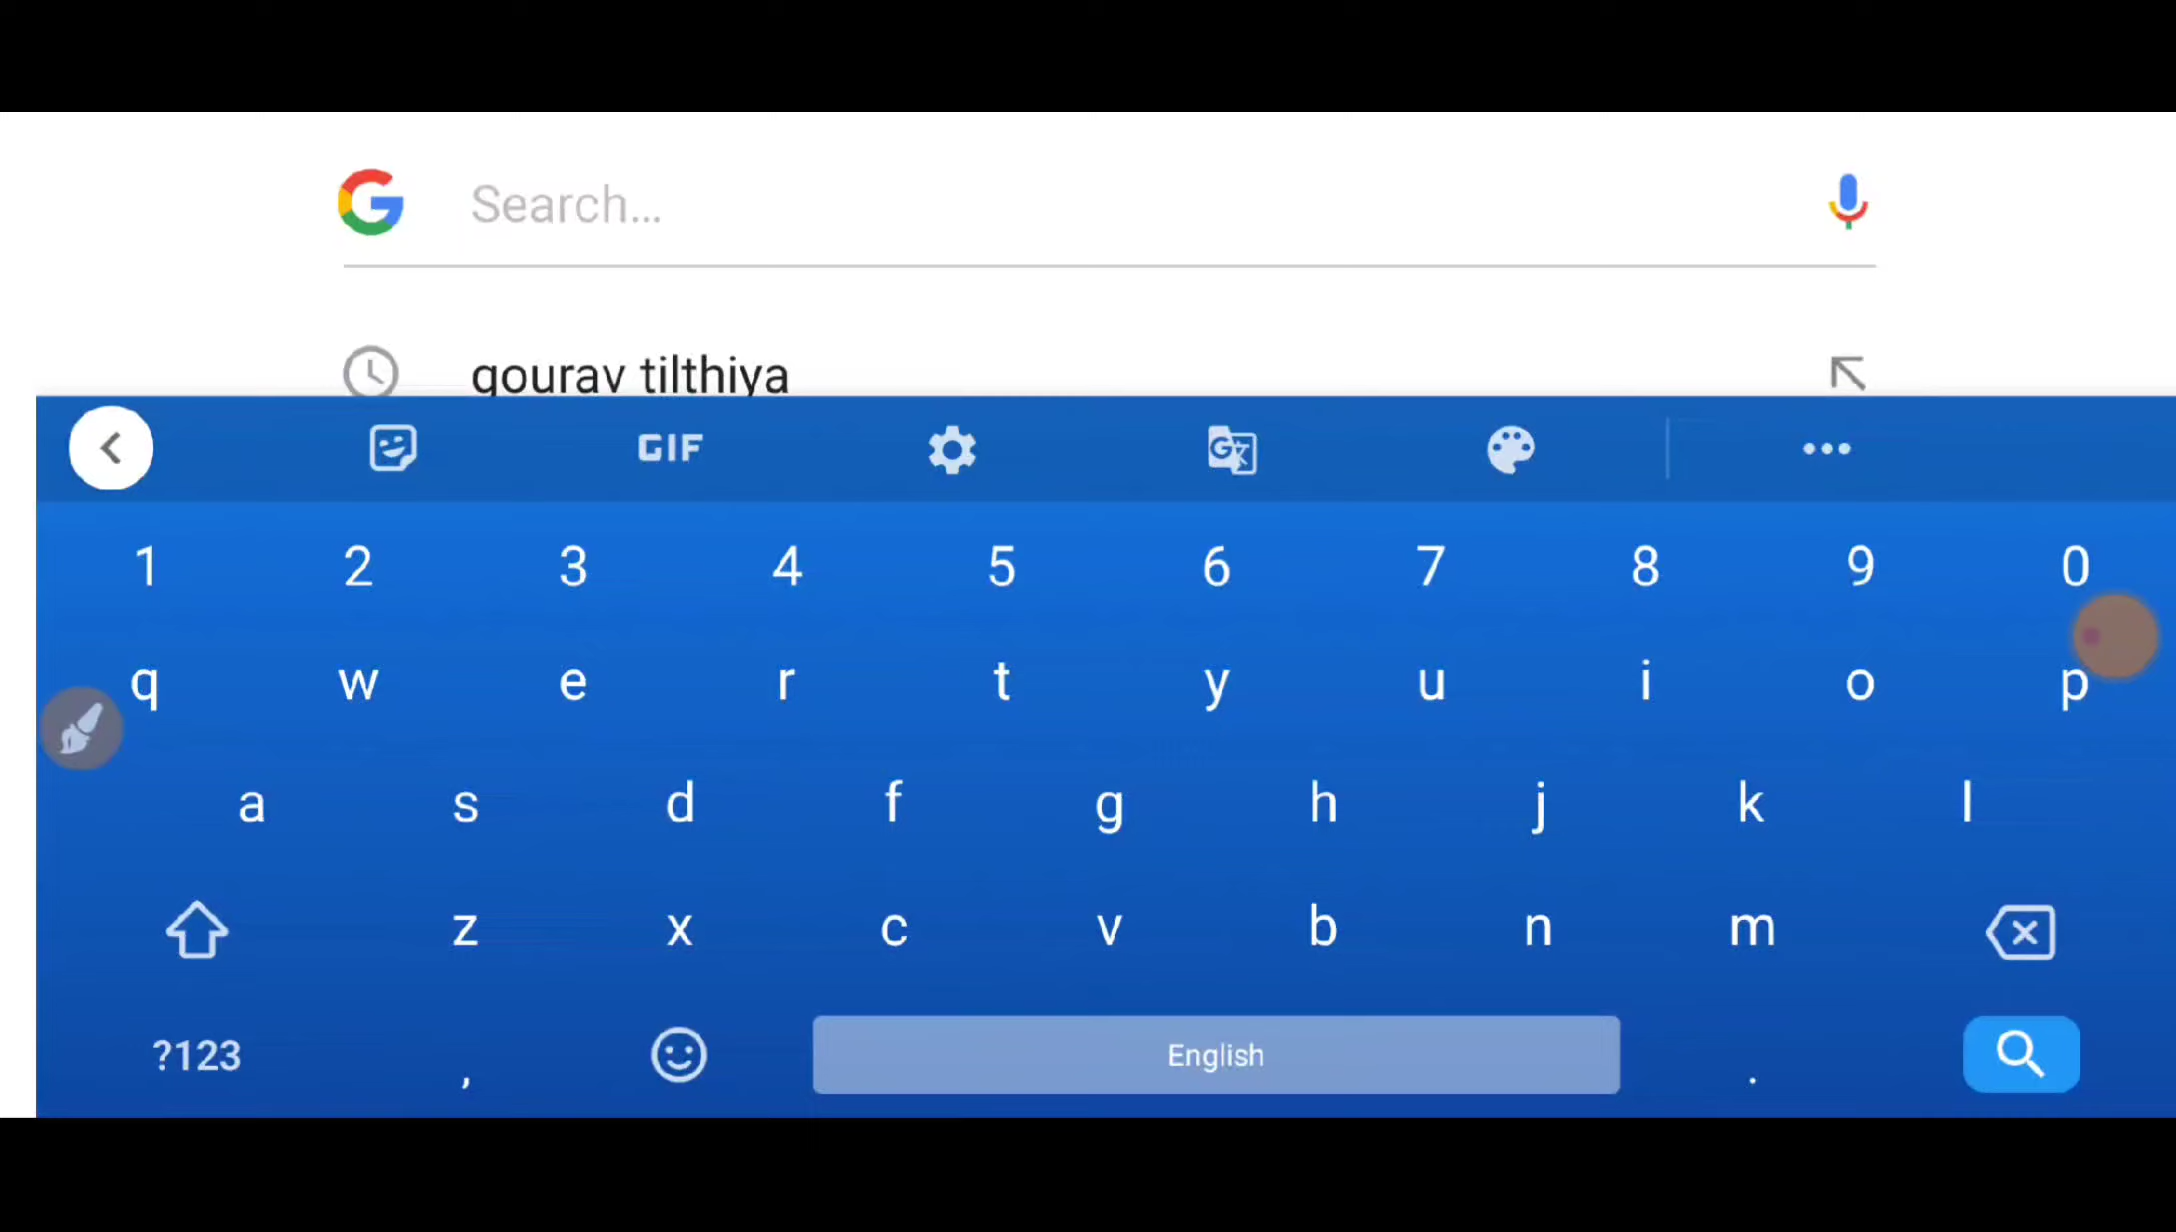 Search...
gourav tilthiya
GIF
1 2 3 4 5 6 7 8 9 0
q w e r t y u i o p
a s d f g h j k l
z x c v b n m
?123 , English .